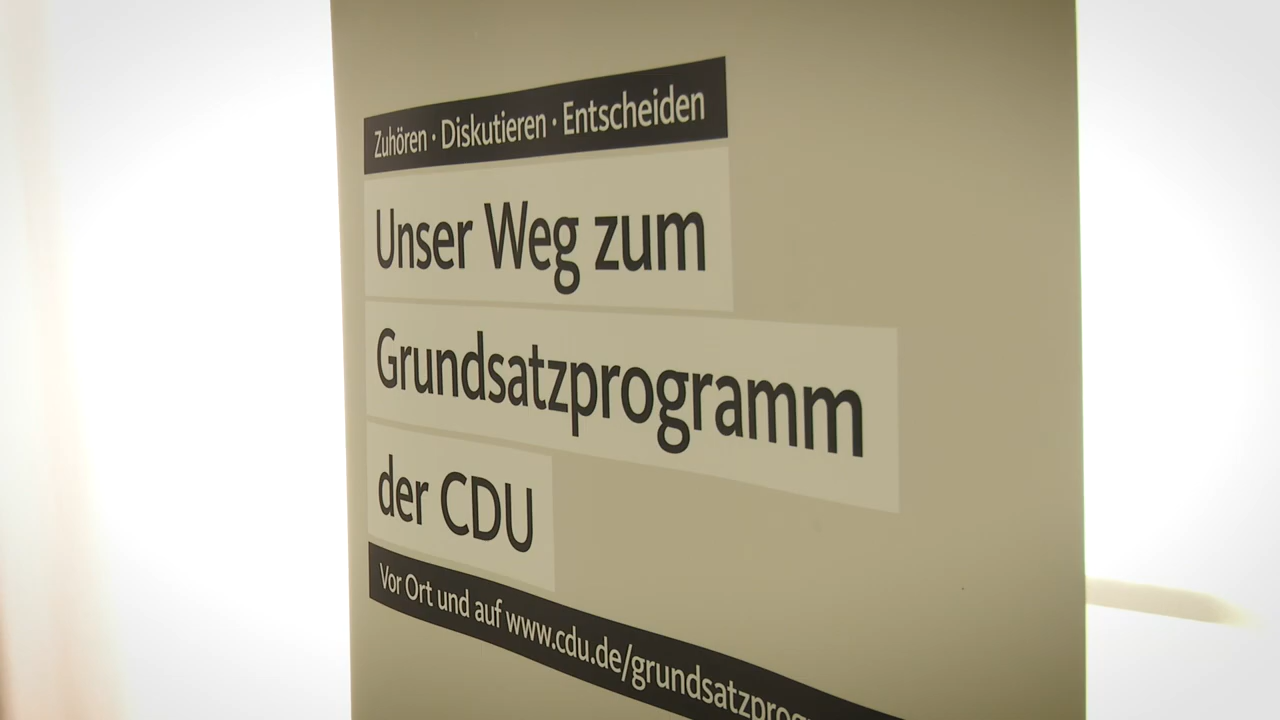 Zuhören · Diskutieren · Entscheiden
Unser Weg zum
Grundsatzprogramm
der CDU
Vor Ort und auf www.cdu.de/grundsatzprog